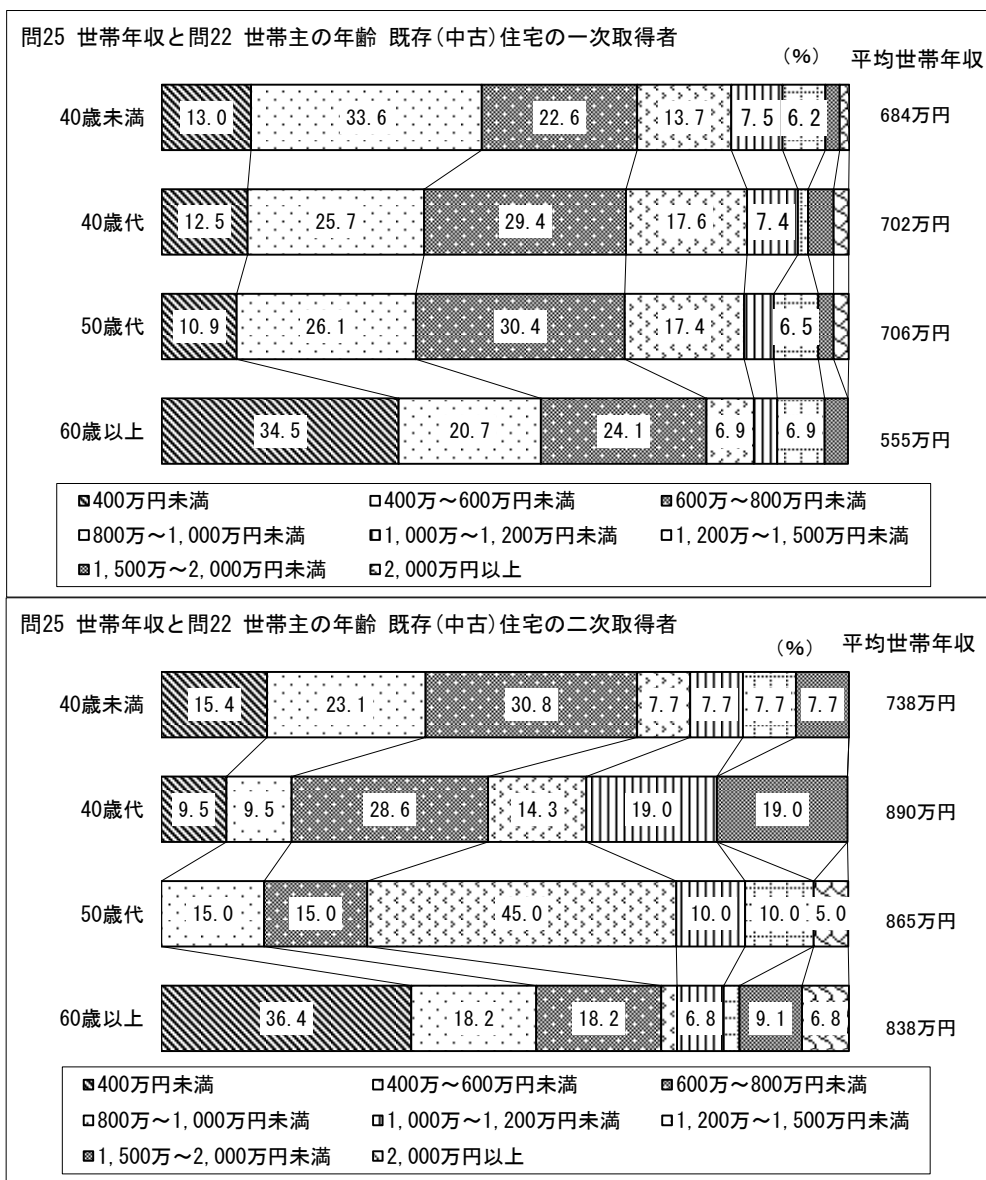 問25 世帯年収と問22 世帯主の年齢 既存(中古)住宅の一次取得者
(%) 平均世帯年収
40歳未満 13.0 33.6 22.6 13.7 7.5 6.2 684万円
40歳代 12.5 25.7 29.4 17.6 7.4 702万円
50歳代 10.9 26.1 30.4 17.4 6.5 706万円
60歳以上 34.5 20.7 24.1 6.9 6.9 555万円
400万円未満 400万～600万円未満 600万～800万円未満
800万～1,000万円未満 1,000万～1,200万円未満 1,200万～1,500万円未満
1,500万～2,000万円未満 2,000万円以上
問25 世帯年収と問22 世帯主の年齢 既存(中古)住宅の二次取得者
(%) 平均世帯年収
40歳未満 15.4 23.1 30.8 7.7 7.7 7.7 7.7 738万円
40歳代 9.5 9.5 28.6 14.3 19.0 19.0 890万円
50歳代 15.0 15.0 45.0 10.0 10.0 5.0 865万円
60歳以上 36.4 18.2 18.2 6.8 9.1 6.8 838万円
400万円未満 400万～600万円未満 600万～800万円未満
800万～1,000万円未満 1,000万～1,200万円未満 1,200万～1,500万円未満
1,500万～2,000万円未満 2,000万円以上